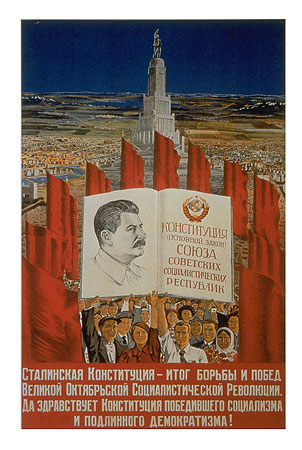 КОНСТИТУЦИЯ
(ОСНОВНОЙ ЗАКОН)
СОЮЗА
СОВЕТСКИХ
СОЦИАЛИСТИЧЕСКИХ
РЕСПУБЛИК
СТАЛИНСКАЯ КОНСТИТУЦИЯ – ИТОГ БОРЬБЫ И ПОБЕД
ВЕЛИКОЙ ОКТЯБРЬСКОЙ СОЦИАЛИСТИЧЕСКОЙ РЕВОЛЮЦИИ.
ДА ЗДРАВСТВУЕТ КОНСТИТУЦИЯ ПОБЕДИВШЕГО СОЦИАЛИЗМА
И ПОДЛИННОГО ДЕМОКРАТИЗМА!